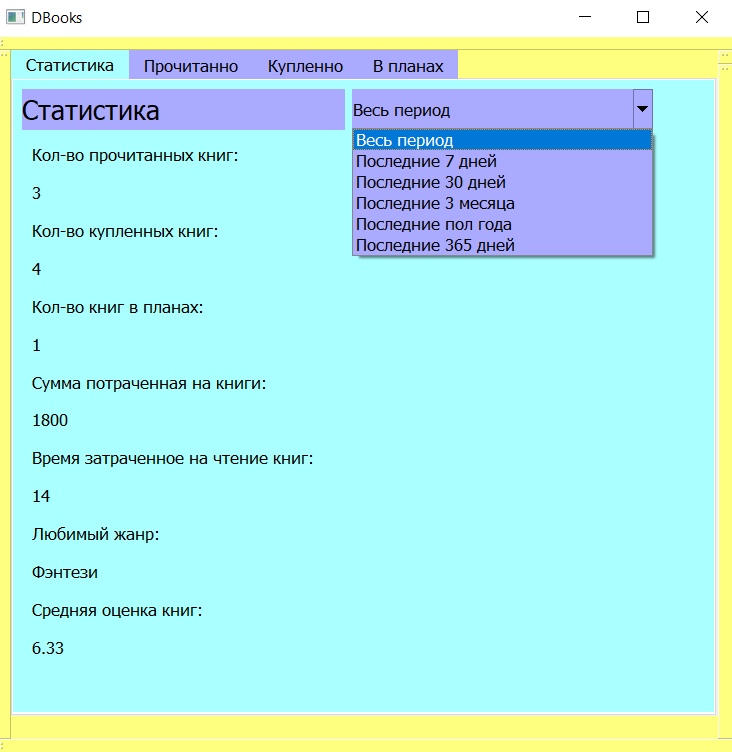 DBooks
Статистика Прочитанно Купленно В планах
Статистика
Весь период
Весь период
Последние 7 дней
Последние 30 дней
Последние 3 месяца
Последние пол года
Последние 365 дней
Кол-во прочитанных книг:
3
Кол-во купленных книг:
4
Кол-во книг в планах:
1
Сумма потраченная на книги:
1800
Время затраченное на чтение книг:
14
Любимый жанр:
Фэнтези
Средняя оценка книг:
6.33